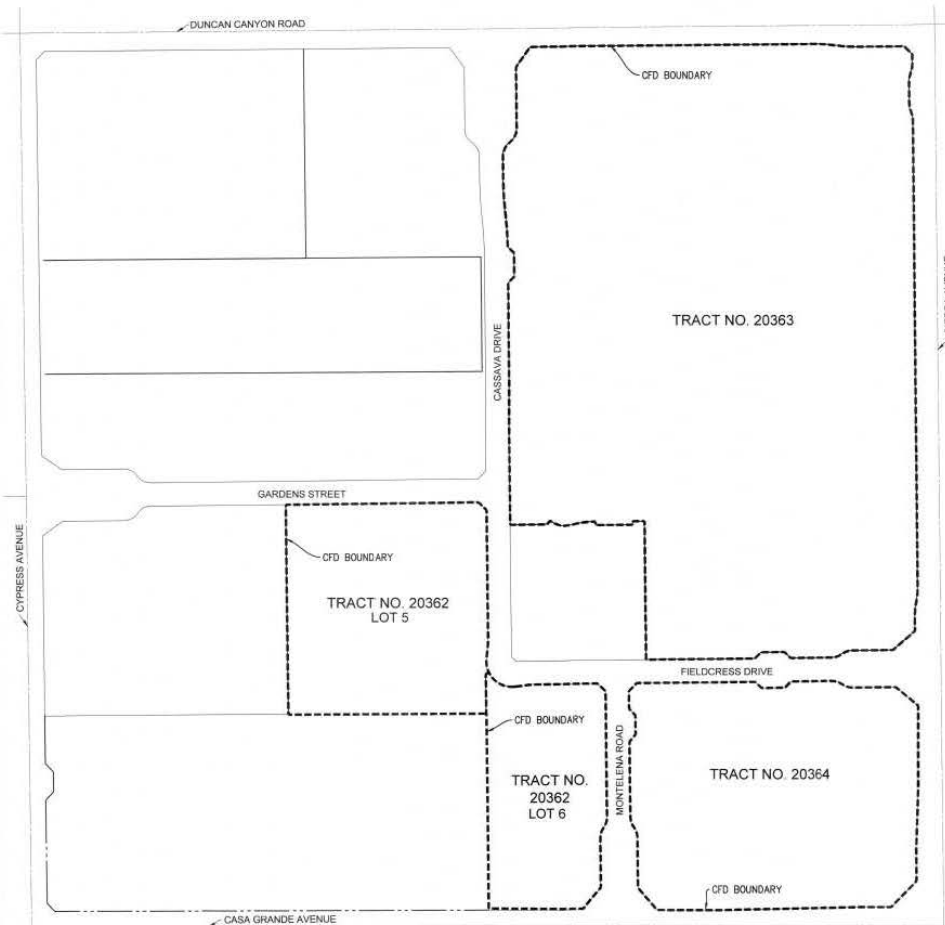 DUNCAN CANYON ROAD
CFD BOUNDARY
TRACT NO. 20363
CASSAVA DRIVE
GARDENS STREET
CYPRESS AVENUE
CFD BOUNDARY
TRACT NO. 20362
LOT 5
FIELDCRESS DRIVE
CFD BOUNDARY
TRACT NO.
20362
LOT 6
MONTELENA ROAD
TRACT NO. 20364
CFD BOUNDARY
CASA GRANDE AVENUE